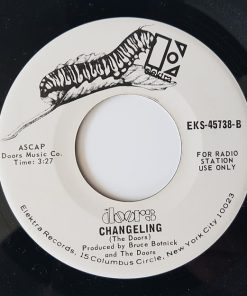 elektra
ASCAP
Doors Music Co.
Time: 3:27
EKS-45738-B
FOR RADIO
STATION
USE ONLY
doors
CHANGELING
(The Doors)
Produced by Bruce Botnick
and The Doors
Elektra Records, 15 Columbus Circle, New York City 10023